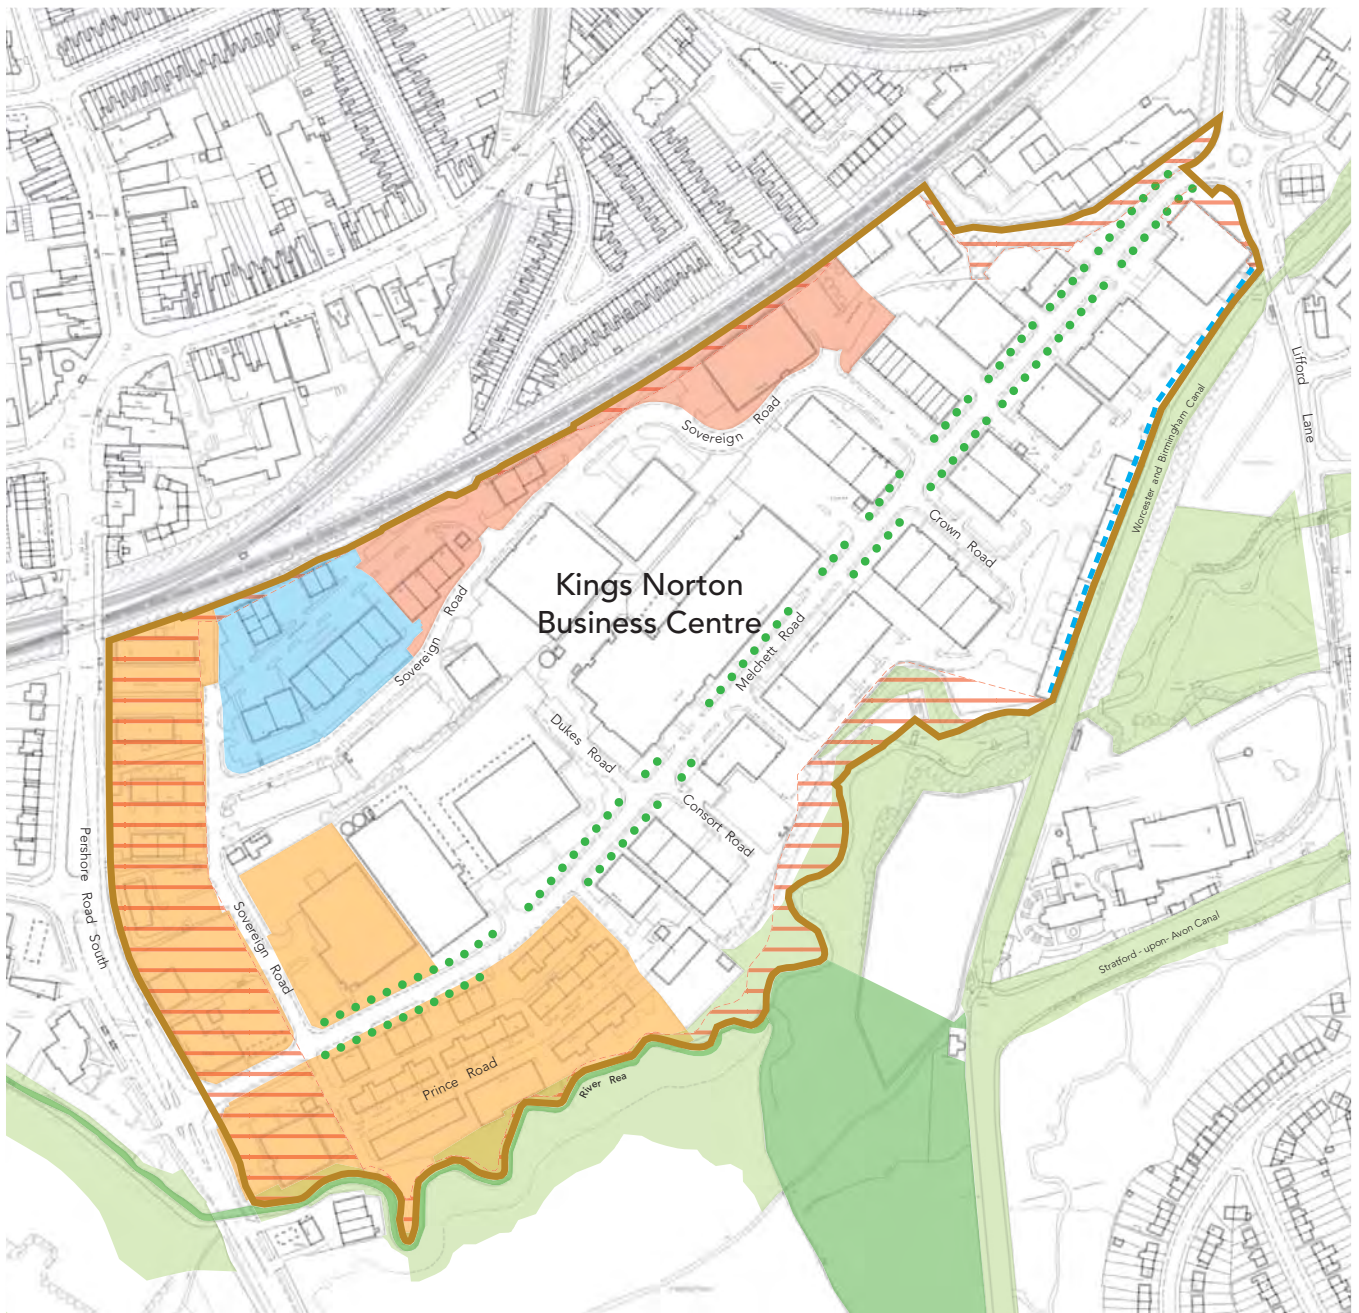 Lifford Lane
Worcester and Birmingham Canal
Sovereign Road
Crown Road
Kings Norton
Business Centre
Sovereign Road
Melchett Road
Dukes Road
Consort Road
Pershore Road South
Sovereign Road
Stratford - upon - Avon Canal
Prince Road
River Rea